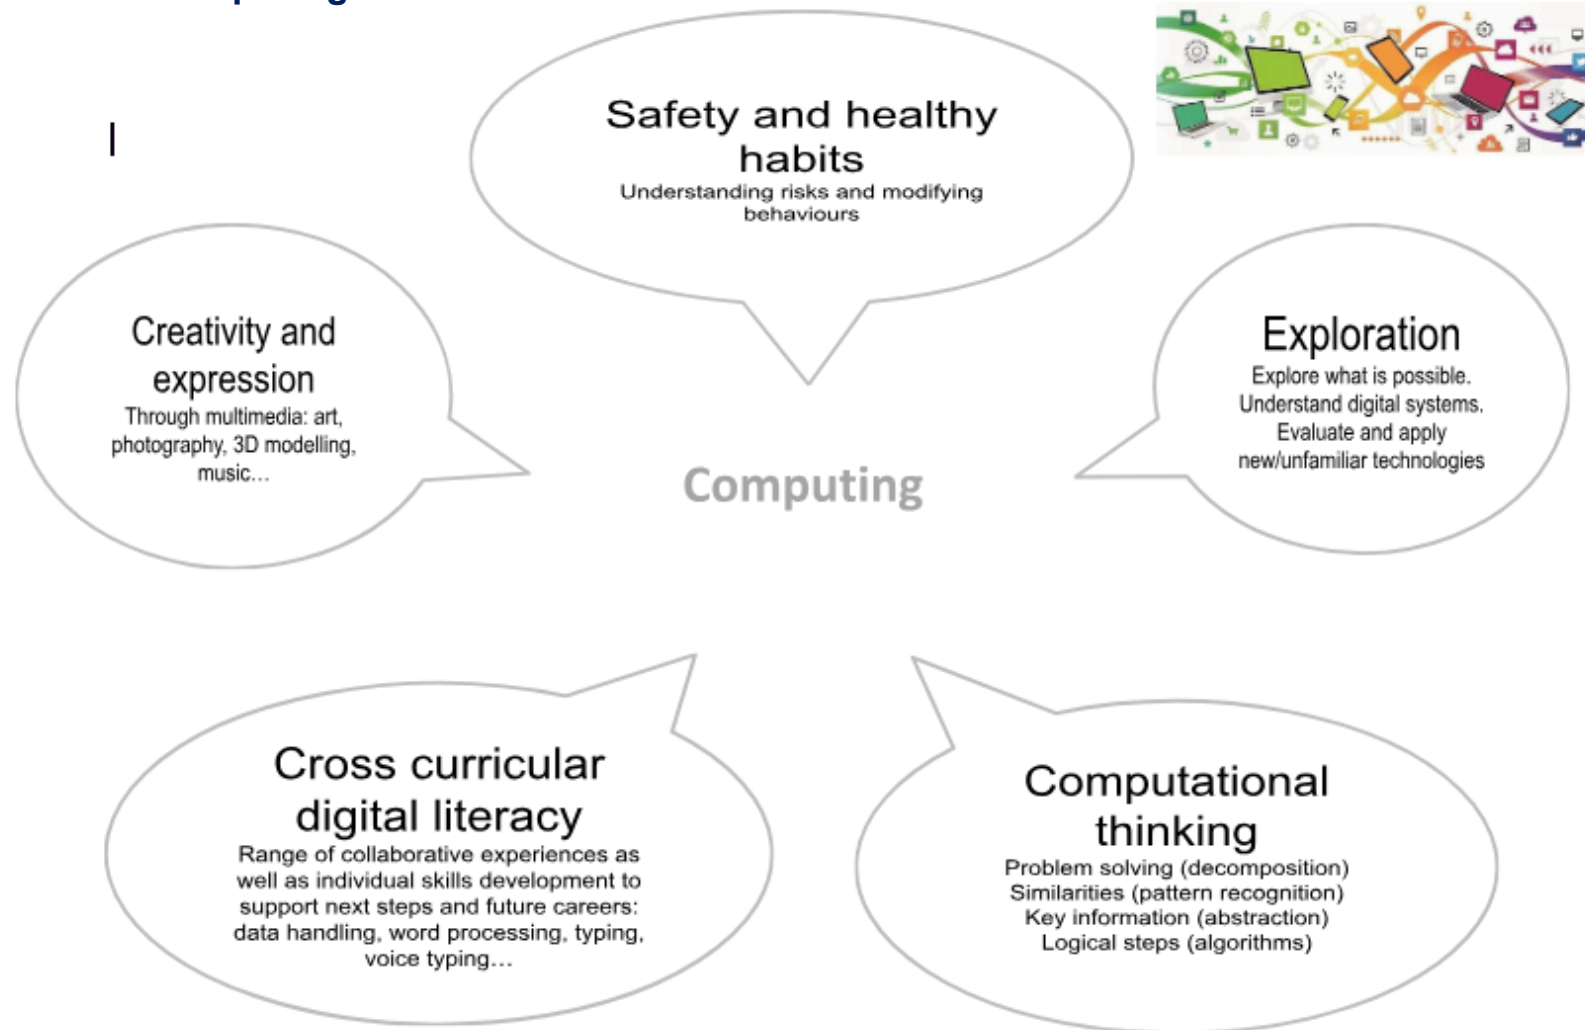 Safety and healthy
habits
Understanding risks and modifying
behaviours
Creativity and
expression
Through multimedia: art,
photography, 3D modelling,
music…
Exploration
Explore what is possible.
Understand digital systems.
Evaluate and apply
new/unfamiliar technologies
Computing
Cross curricular
digital literacy
Range of collaborative experiences as
well as individual skills development to
support next steps and future careers:
data handling, word processing, typing,
voice typing…
Computational
thinking
Problem solving (decomposition)
Similarities (pattern recognition)
Key information (abstraction)
Logical steps (algorithms)